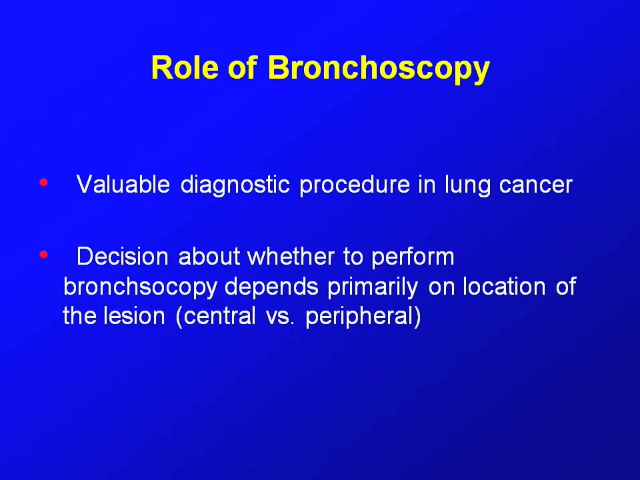 Role of Bronchoscopy
• Valuable diagnostic procedure in lung cancer
• Decision about whether to perform
bronchsocopy depends primarily on location of
the lesion (central vs. peripheral)